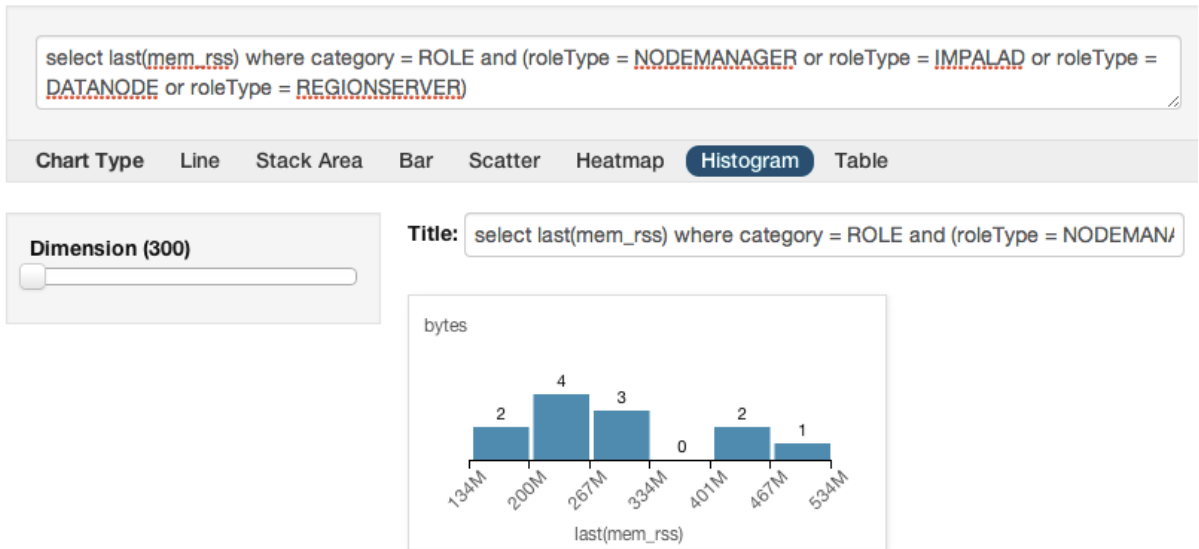 select last(mem_rss) where category = ROLE and (roleType = NODEMANAGER or roleType = IMPALAD or roleType =
DATANODE or roleType = REGIONSERVER)
Chart Type Line Stack Area Bar Scatter Heatmap Histogram Table
Dimension (300)
Title: select last(mem_rss) where category = ROLE and (roleType = NODEMANA
bytes
2 4 3 0 2 1
134M 200M 267M 334M 401M 467M 534M
last(mem_rss)